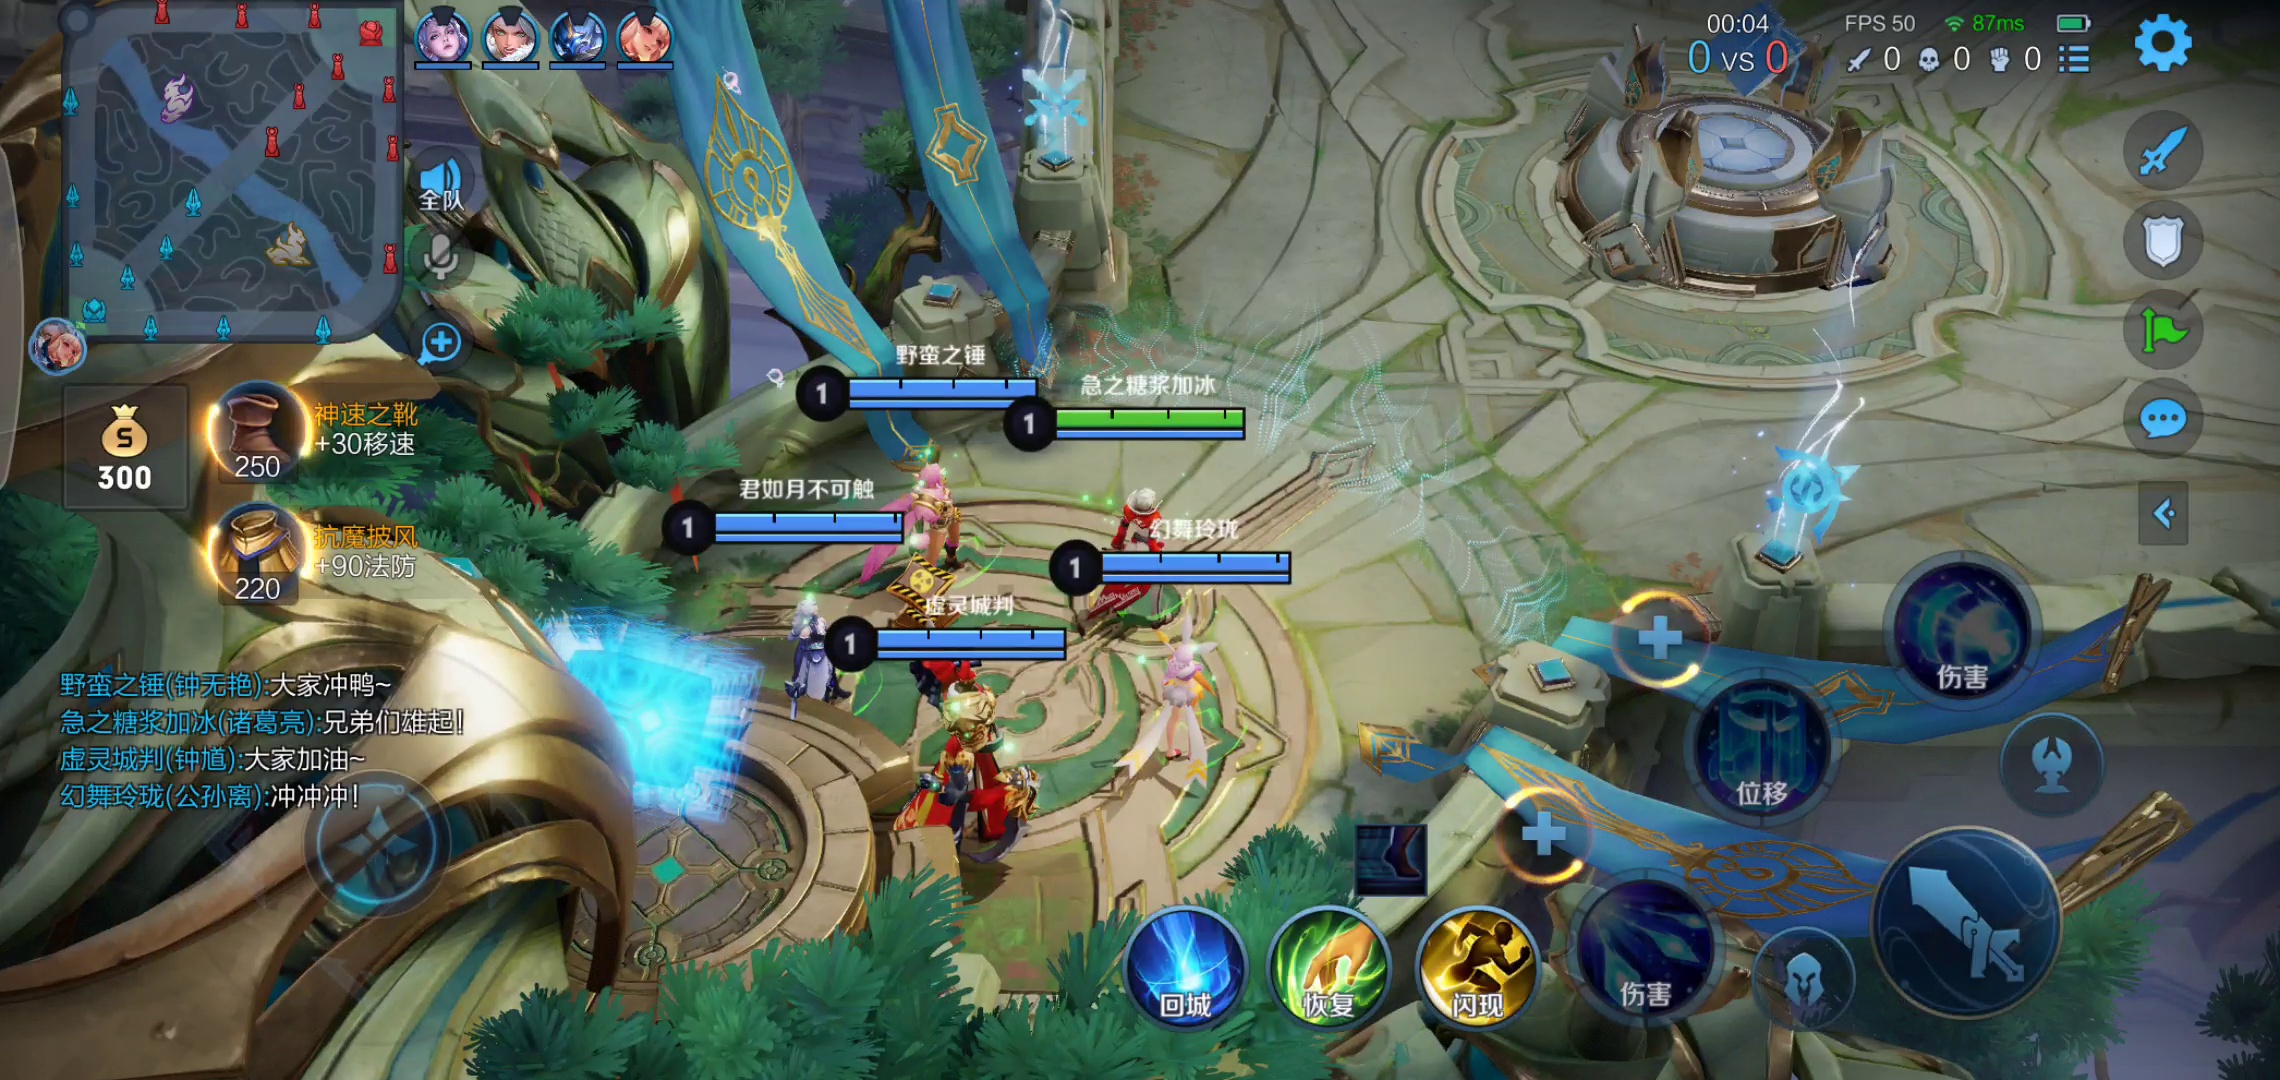 00:04
FPS 50
87ms
0 VS 0
0
0
0
全队
300
神速之靴
+30移速
250
抗魔披风
+90法防
220
野蛮之锤
1
急之糖浆加冰
1
君如月不可触
1
幻舞玲珑
1
虚灵城判
1
野蛮之锤(钟无艳):大家冲鸭~
急之糖浆加冰(诸葛亮):兄弟们雄起!
虚灵城判(钟馗):大家加油~
幻舞玲珑(公孙离):冲冲冲!
伤害
位移
伤害
回城
恢复
闪现